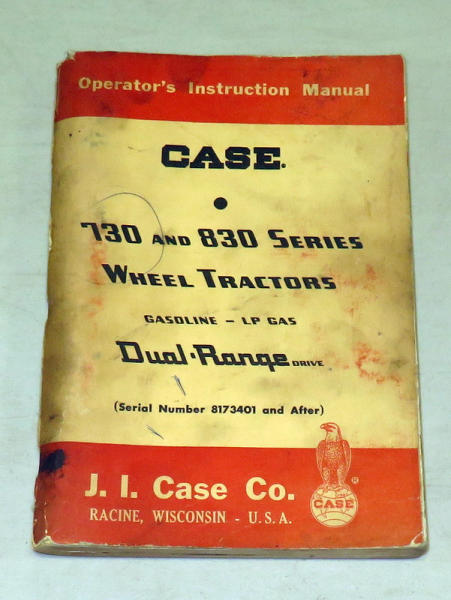 Operator's Instruction Manual
CASE.
730 AND 830 SERIES
WHEEL TRACTORS
GASOLINE – LP GAS
Dual-Range DRIVE
(Serial Number 8173401 and After)
J. I. Case Co.
RACINE, WISCONSIN - U.S.A.
CASE
®